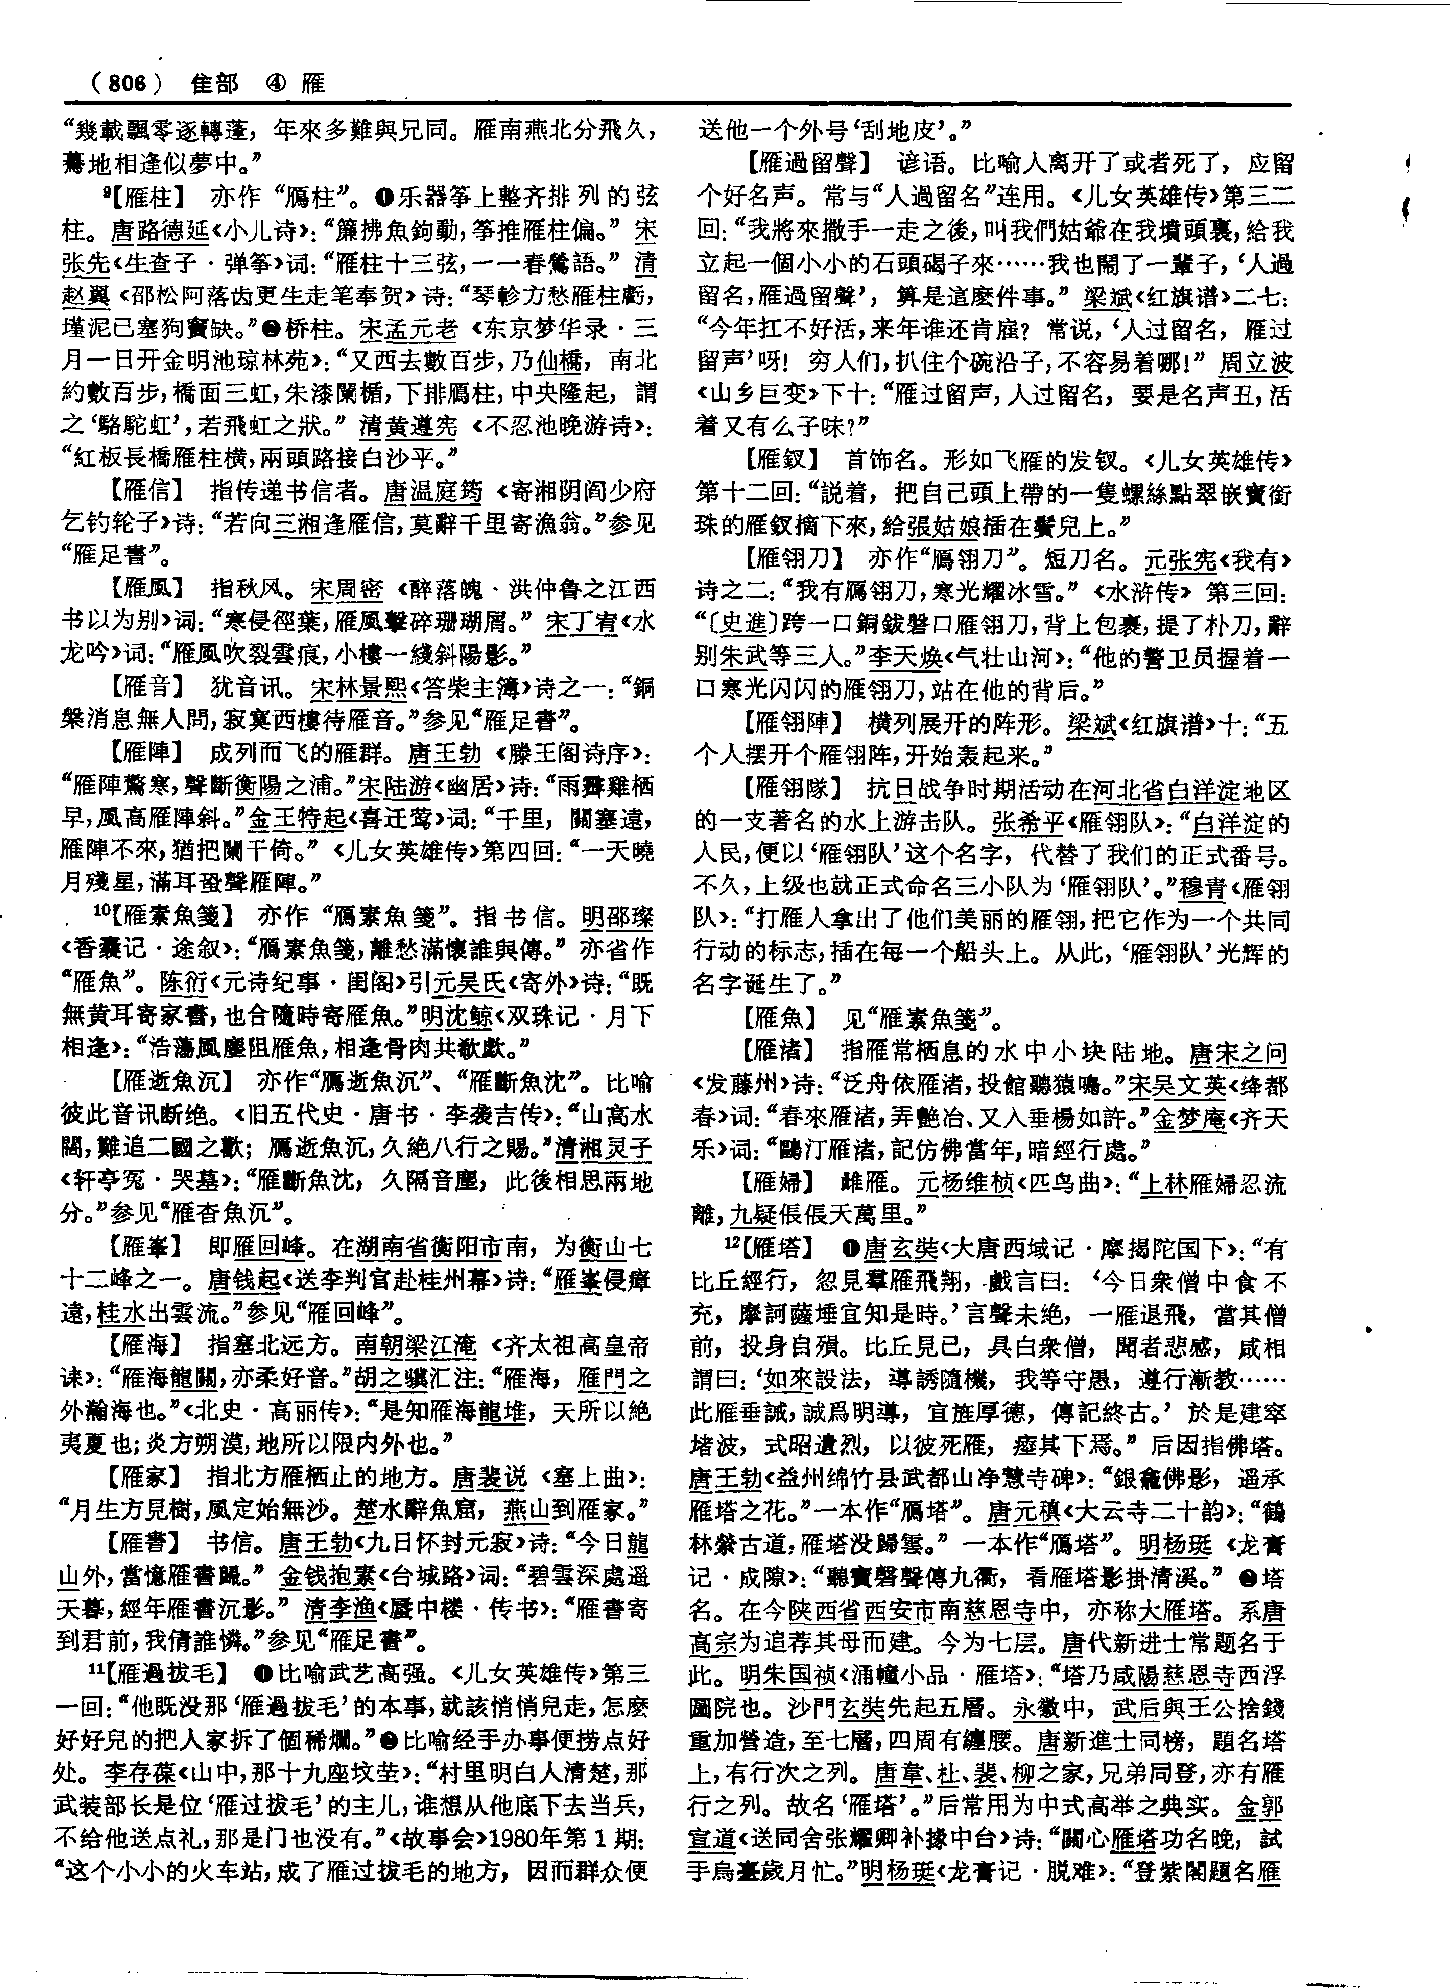 （806） 隹部 ④ 雁
“幾載飄零逐轉蓬，年來多難與兄同。雁南燕北分飛久，
驀地相逢似夢中。”
⁹【雁柱】 亦作“鴈柱”。❶乐器筝上整齐排列的弦
柱。唐路德延《小儿诗》：“簾拂魚鉤動，筝推雁柱偏。” 宋
张先《生查子·弹筝》词：“雁柱十三弦，一一春鶯語。” 清
赵翼《邵松阿落齿更生走笔奉贺》诗：“琴軫方愁雁柱虧，
墐泥已塞狗竇缺。”❷桥柱。宋孟元老《东京梦华录·三
月一日开金明池琼林苑》：“又西去數百步，乃仙橋，南北
約數百步，橋面三虹，朱漆闌楯，下排鴈柱，中央隆起，謂
之‘駱駝虹’，若飛虹之狀。” 清黄遵宪《不忍池晚游诗》：
“紅板長橋雁柱横，兩頭路接白沙平。”
【雁信】 指传递书信者。唐温庭筠《寄湘阴阎少府
乞钓轮子》诗：“若向三湘逢雁信，莫辭千里寄漁翁。”参见
“雁足書”。
【雁風】 指秋风。宋周密《醉落魄·洪仲鲁之江西
书以为别》词：“寒侵徑葉，雁風擊碎珊瑚屑。” 宋丁宥《水
龙吟》词：“雁風吹裂雲痕，小樓一綫斜陽影。”
【雁音】 犹音讯。宋林景熙《答柴主簿》诗之一：“銅
槃消息無人問，寂寞西樓待雁音。”参见“雁足書”。
【雁陣】 成列而飞的雁群。唐王勃《滕王阁诗序》：
“雁陣驚寒，聲斷衡陽之浦。”宋陆游《幽居》诗：“雨霽雞栖
早，風高雁陣斜。”金王特起《喜迁莺》词：“千里，關塞遠，
雁陣不來，猶把闌干倚。”《儿女英雄传》第四回：“一天曉
月殘星，滿耳蛩聲雁陣。”
¹⁰【雁素魚箋】 亦作“鴈素魚箋”。指书信。明邵璨
《香囊记·途叙》：“鴈素魚箋，離愁滿懷誰與傳。” 亦省作
“雁魚”。陈衍《元诗纪事·闺阁》引元吴氏《寄外》诗：“既
無黄耳寄家書，也合隨時寄雁魚。”明沈鲸《双珠记·月下
相逢》：“浩蕩風塵阻雁魚，相逢骨肉共欷歔。”
【雁逝魚沉】 亦作“鴈逝魚沉”、“雁斷魚沈”。比喻
彼此音讯断绝。《旧五代史·唐书·李袭吉传》：“山高水
闊，難追二國之歡；鴈逝魚沉，久絶八行之賜。”清湘灵子
《轩亭冤·哭墓》：“雁斷魚沈，久隔音塵，此後相思兩地
分。”参见“雁杳魚沉”。
【雁峯】 即雁回峰。在湖南省衡阳市南，为衡山七
十二峰之一。唐钱起《送李判官赴桂州幕》诗：“雁峯侵瘴
遠，桂水出雲流。”参见“雁回峰”。
【雁海】 指塞北远方。南朝梁江淹《齐太祖高皇帝
诔》：“雁海龍關，亦柔好音。”胡之骥汇注：“雁海，雁門之
外瀚海也。”《北史·高丽传》：“是知雁海龍堆，天所以絶
夷夏也；炎方朔漠，地所以限内外也。”
【雁家】 指北方雁栖止的地方。唐裴说《塞上曲》：
“月生方見樹，風定始無沙。楚水辭魚窟，燕山到雁家。”
【雁書】 书信。唐王勃《九日怀封元寂》诗：“今日龍
山外，當憶雁書歸。” 金钱抱素《台城路》词：“碧雲深處遥
天暮，經年雁書沉影。” 清李渔《蜃中楼·传书》：“雁書寄
到君前，我倩誰憐。”参见“雁足書”。
¹¹【雁過拔毛】 ❶比喻武艺高强。《儿女英雄传》第三
一回：“他既没那‘雁過拔毛’的本事，就該悄悄兒走，怎麽
好好兒的把人家拆了個稀爛。”❷比喻经手办事便捞点好
处。李存葆《山中，那十九座坟茔》：“村里明白人清楚，那
武装部长是位‘雁过拔毛’的主儿，谁想从他底下去当兵，
不给他送点礼，那是门也没有。”《故事会》1980年第1期：
“这个小小的火车站，成了雁过拔毛的地方，因而群众便
送他一个外号‘刮地皮’。”
【雁過留聲】 谚语。比喻人离开了或者死了，应留
个好名声。常与“人過留名”连用。《儿女英雄传》第三二
回：“我將來撒手一走之後，叫我們姑爺在我墳頭裏，給我
立起一個小小的石頭碣子來……我也鬧了一輩子，‘人過
留名，雁過留聲’，算是這麽件事。” 梁斌《红旗谱》二七：
“今年扛不好活，来年谁还肯雇？常说，‘人过留名，雁过
留声’呀！穷人们，扒住个碗沿子，不容易着哪！” 周立波
《山乡巨变》下十：“雁过留声，人过留名，要是名声丑，活
着又有么子味？”
【雁釵】 首饰名。形如飞雁的发钗。《儿女英雄传》
第十二回：“説着，把自己頭上帶的一隻螺絲點翠嵌寶銜
珠的雁釵摘下來，給張姑娘插在鬢兒上。”
【雁翎刀】 亦作“鴈翎刀”。短刀名。元张宪《我有》
诗之二：“我有鴈翎刀，寒光耀冰雪。”《水浒传》第三回：
“〔史進〕跨一口銅鈸磬口雁翎刀，背上包裹，提了朴刀，辭
别朱武等三人。”李天焕《气壮山河》：“他的警卫员握着一
口寒光闪闪的雁翎刀，站在他的背后。”
【雁翎陣】 横列展开的阵形。梁斌《红旗谱》十：“五
个人摆开个雁翎阵，开始轰起来。”
【雁翎隊】 抗日战争时期活动在河北省白洋淀地区
的一支著名的水上游击队。张希平《雁翎队》：“白洋淀的
人民，便以‘雁翎队’这个名字，代替了我们的正式番号。
不久，上级也就正式命名三小队为‘雁翎队’。”穆青《雁翎
队》：“打雁人拿出了他们美丽的雁翎，把它作为一个共同
行动的标志，插在每一个船头上。从此，‘雁翎队’光辉的
名字诞生了。”
【雁魚】 见“雁素魚箋”。
【雁渚】 指雁常栖息的水中小块陆地。唐宋之问
《发藤州》诗：“泛舟依雁渚，投館聽猿鳴。”宋吴文英《绛都
春》词：“春來雁渚，弄艷冶、又入垂楊如許。”金梦庵《齐天
乐》词：“鷗汀雁渚，記仿佛當年，暗經行處。”
【雁婦】 雌雁。元杨维桢《匹鸟曲》：“上林雁婦忍流
離，九疑倀倀天萬里。”
¹²【雁塔】 ❶唐玄奘《大唐西域记·摩揭陀国下》：“有
比丘經行，忽見羣雁飛翔，戲言曰：‘今日衆僧中食不
充，摩訶薩埵宜知是時。’言聲未絶，一雁退飛，當其僧
前，投身自殞。比丘見已，具白衆僧，聞者悲感，咸相
謂曰：‘如來設法，導誘隨機，我等守愚，遵行漸教……
此雁垂誡，誠爲明導，宜旌厚德，傳記終古。’於是建窣
堵波，式昭遺烈，以彼死雁，瘞其下焉。” 后因指佛塔。
唐王勃《益州绵竹县武都山净慧寺碑》：“銀龕佛影，遥承
雁塔之花。”一本作“鴈塔”。唐元稹《大云寺二十韵》：“鶴
林縈古道，雁塔没歸雲。” 一本作“鴈塔”。明杨珽《龙膏
记·成隙》：“聽寶磬聲傳九衢，看雁塔影掛清溪。” ❷塔
名。在今陕西省西安市南慈恩寺中，亦称大雁塔。系唐
高宗为追荐其母而建。今为七层。唐代新进士常题名于
此。明朱国祯《涌幢小品·雁塔》：“塔乃咸陽慈恩寺西浮
圖院也。沙門玄奘先起五層。永徽中，武后與王公捨錢
重加營造，至七層，四周有纏腰。唐新進士同榜，題名塔
上，有行次之列。唐韋、杜、裴、柳之家，兄弟同登，亦有雁
行之列。故名‘雁塔’。”后常用为中式高举之典实。金郭
宣道《送同舍张耀卿补掾中台》诗：“關心雁塔功名晚，試
手烏臺歲月忙。”明杨珽《龙膏记·脱难》：“登紫閣題名雁